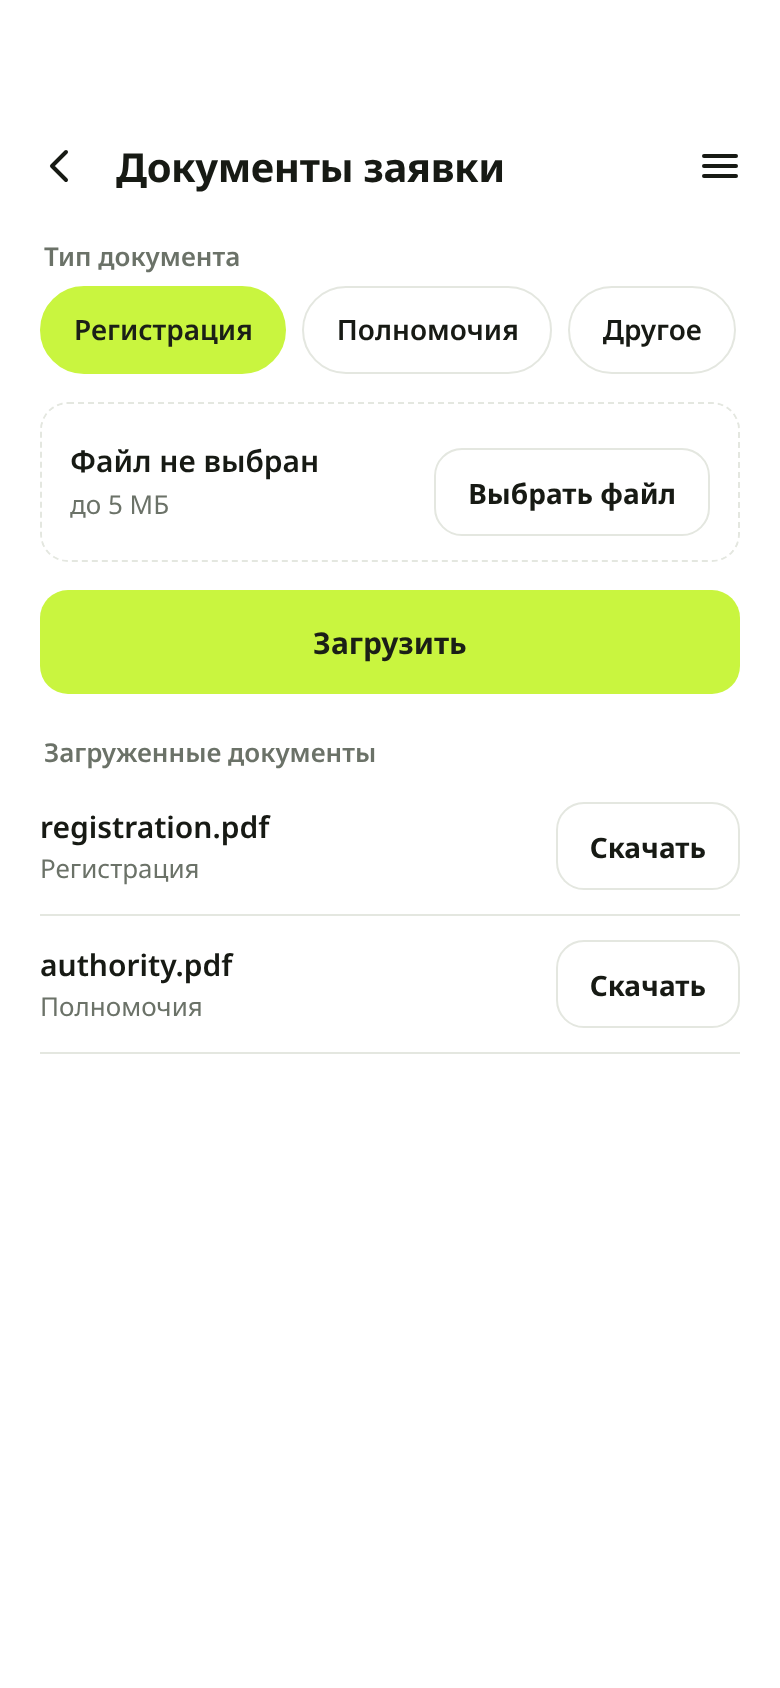 Документы заявки
Тип документа
Регистрация
Полномочия
Другое
Файл не выбран
до 5 МБ
Выбрать файл
Загрузить
Загруженные документы
registration.pdf
Регистрация
Скачать
authority.pdf
Полномочия
Скачать